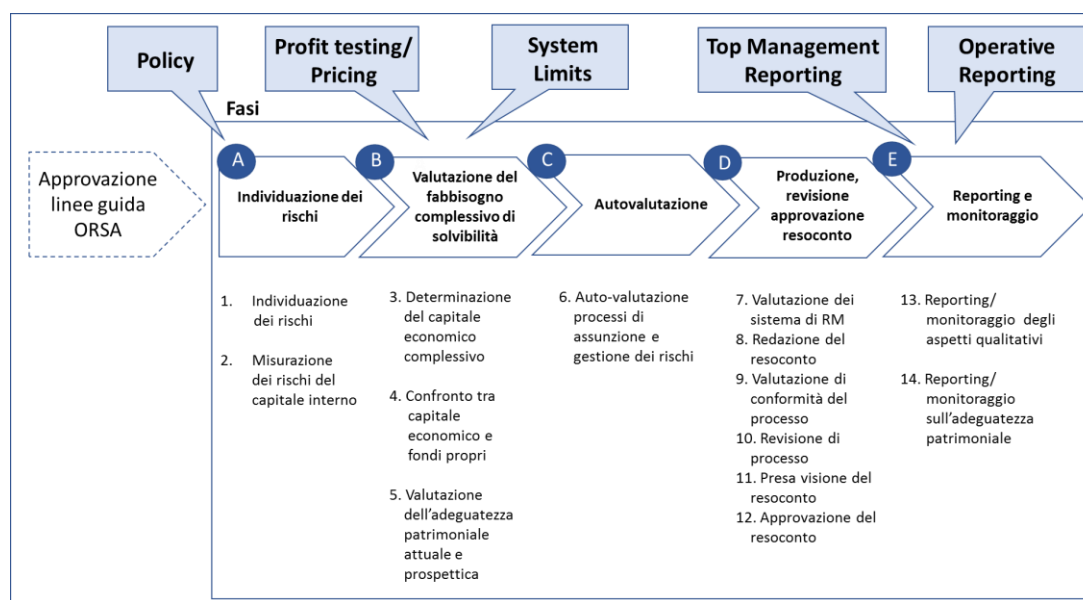 Policy
Profit testing/
Pricing
System
Limits
Top Management
Reporting
Operative
Reporting
Fasi
Approvazione
linee guida
ORSA
A
Individuazione dei
rischi
B
Valutazione del
fabbisogno
complessivo di
solvibilità
C
Autovalutazione
D
Produzione,
revisione
approvazione
resoconto
E
Reporting e
monitoraggio
1. Individuazione
dei rischi
2. Misurazione
dei rischi del
capitale interno
3. Determinazione
del capitale
economico
complessivo
4. Confronto tra
capitale
economico e
fondi propri
5. Valutazione
dell'adeguatezza
patrimoniale
attuale e
prospettica
6. Auto-valutazione
processi di
assunzione e
gestione dei rischi
7. Valutazione dei
sistema di RM
8. Redazione del
resoconto
9. Valutazione di
conformità del
processo
10. Revisione di
processo
11. Presa visione del
resoconto
12. Approvazione del
resoconto
13. Reporting/
monitoraggio degli
aspetti qualitativi
14. Reporting/
monitoraggio
sull'adeguatezza
patrimoniale